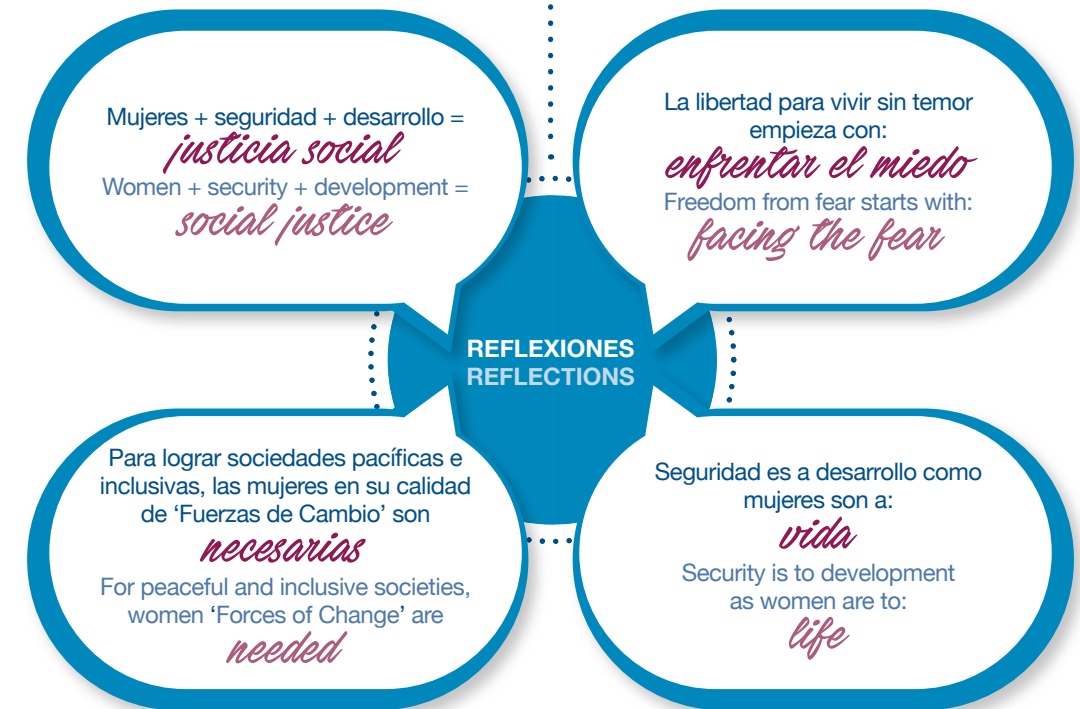 Mujeres + seguridad + desarrollo =
justicia social
Women + security + development =
social justice
La libertad para vivir sin temor
empieza con:
enfrentar el miedo
Freedom from fear starts with:
facing the fear
REFLEXIONES
REFLECTIONS
Para lograr sociedades pacíficas e
inclusivas, las mujeres en su calidad
de ‘Fuerzas de Cambio’ son
necesarias
For peaceful and inclusive societies,
women ‘Forces of Change’ are
needed
Seguridad es a desarrollo como
mujeres son a:
vida
Security is to development
as women are to:
life